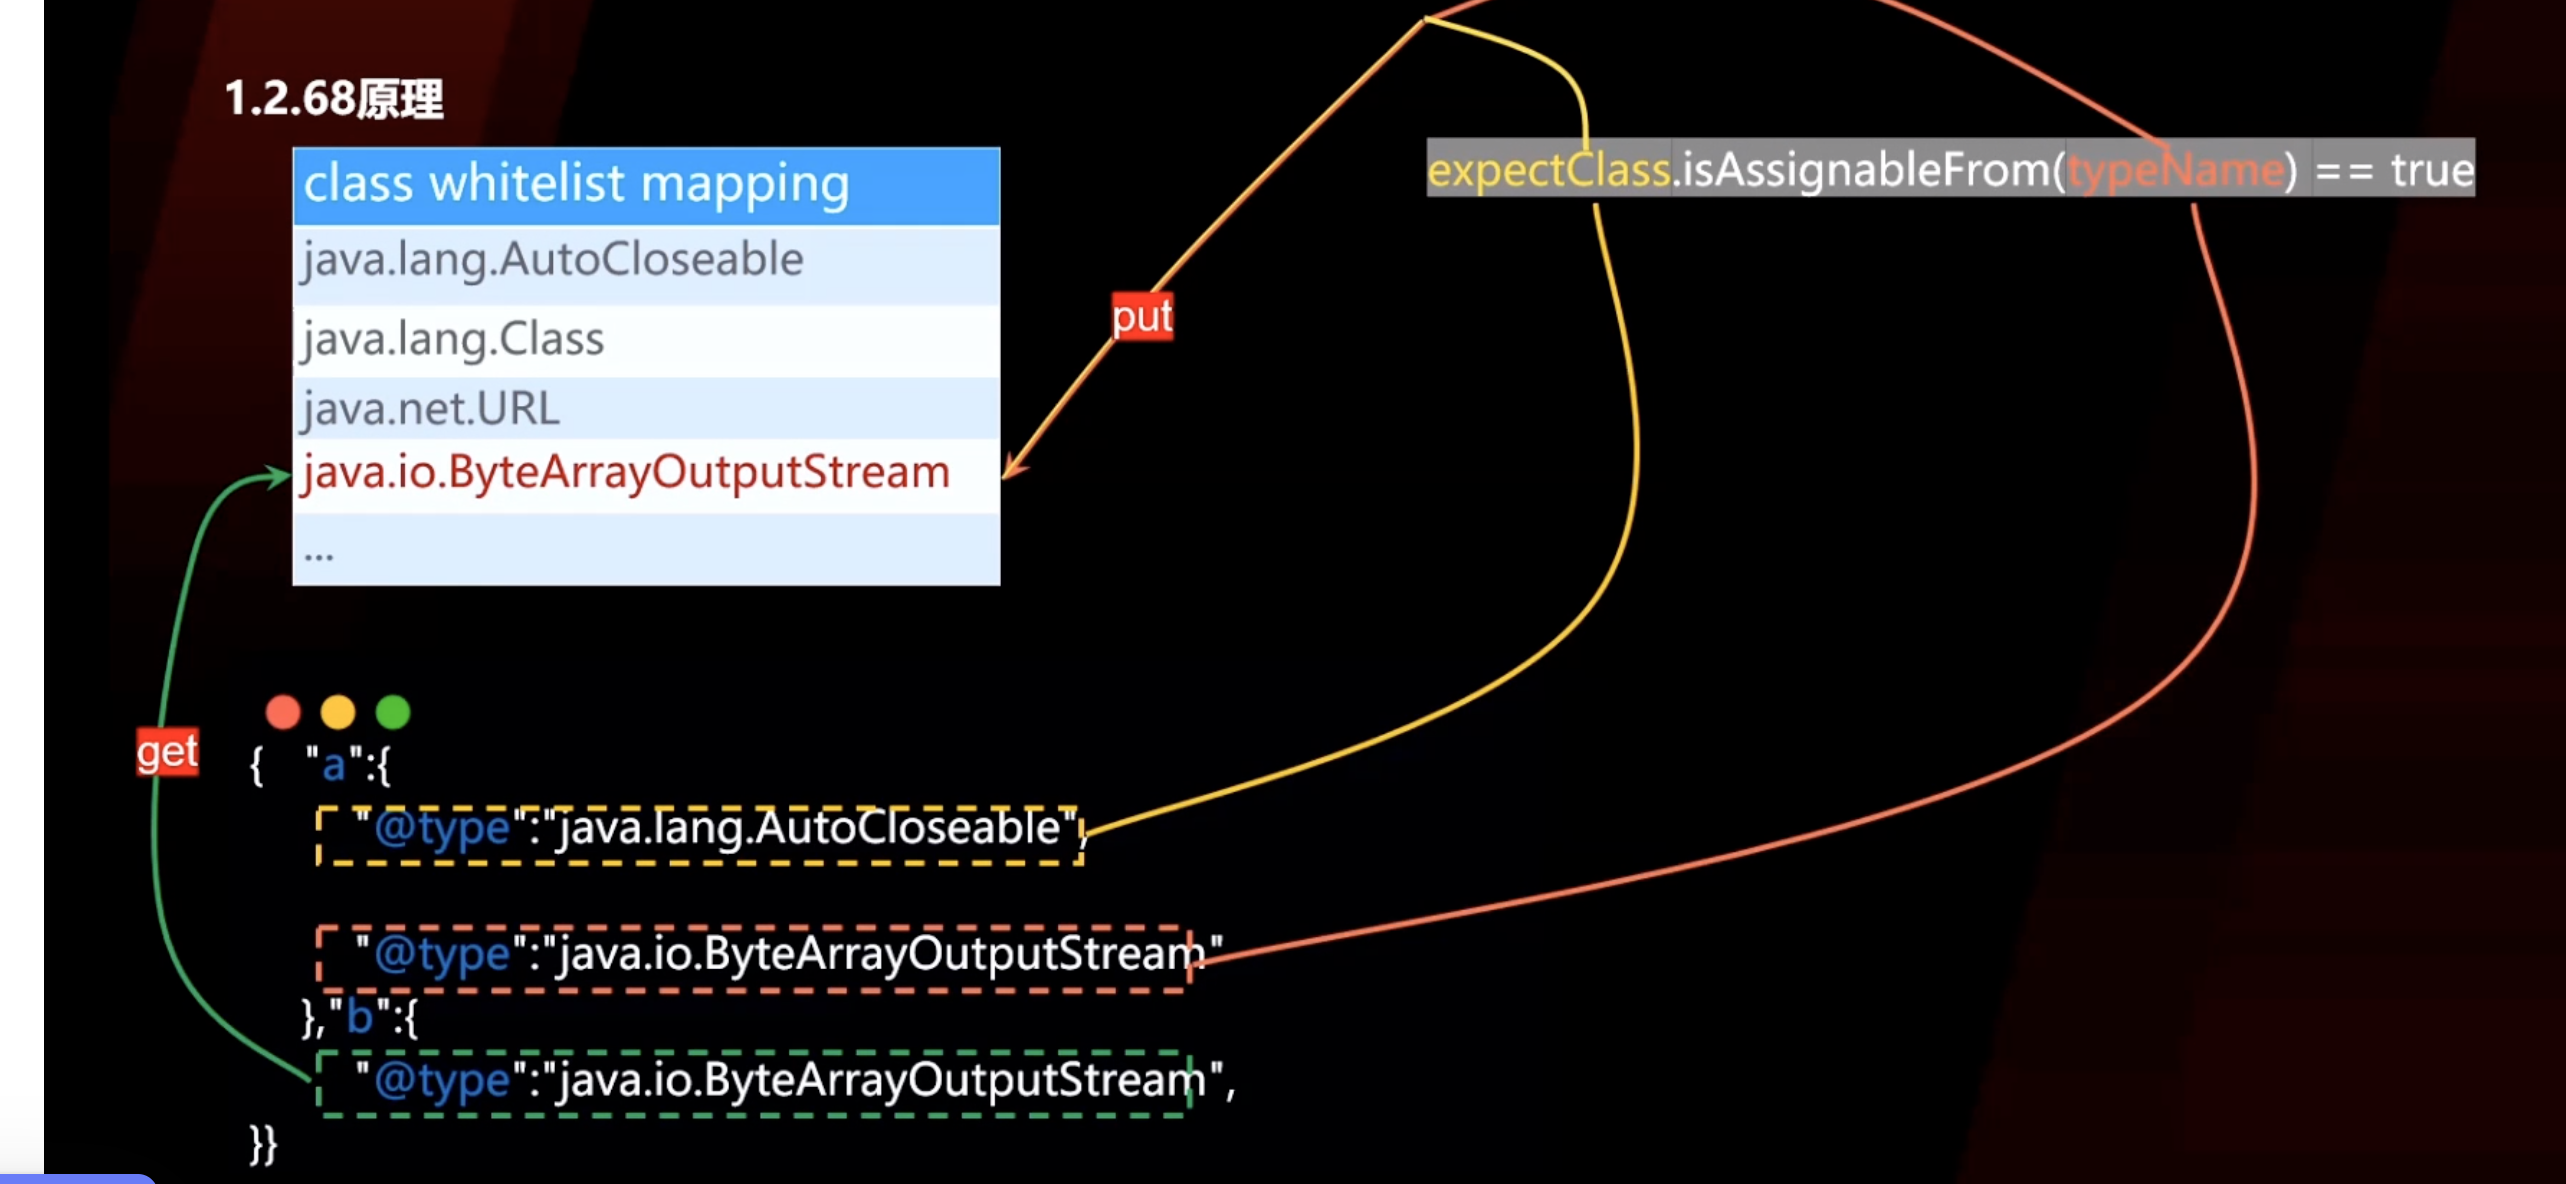 1.2.68原理
class whitelist mapping
java.lang.AutoCloseable
java.lang.Class
java.net.URL
java.io.ByteArrayOutputStream
...
put
expectClass.isAssignableFrom(typeName) == true
get
{ "a":{
"@type":"java.lang.AutoCloseable",
"@type":"java.io.ByteArrayOutputStream"
},"b":{
"@type":"java.io.ByteArrayOutputStream",
}}